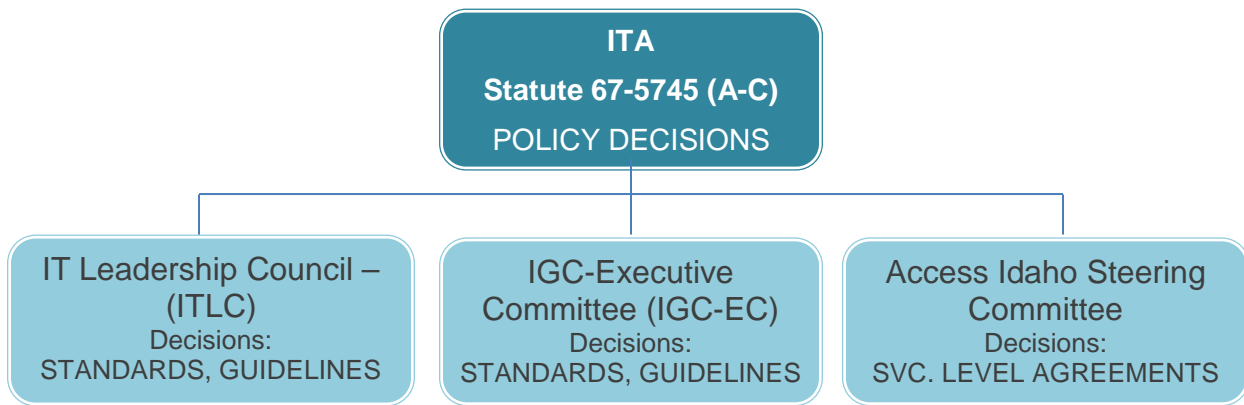 ITA
Statute 67-5745 (A-C)
POLICY DECISIONS
IT Leadership Council –
(ITLC)
Decisions:
STANDARDS, GUIDELINES
IGC-Executive
Committee (IGC-EC)
Decisions:
STANDARDS, GUIDELINES
Access Idaho Steering
Committee
Decisions:
SVC. LEVEL AGREEMENTS